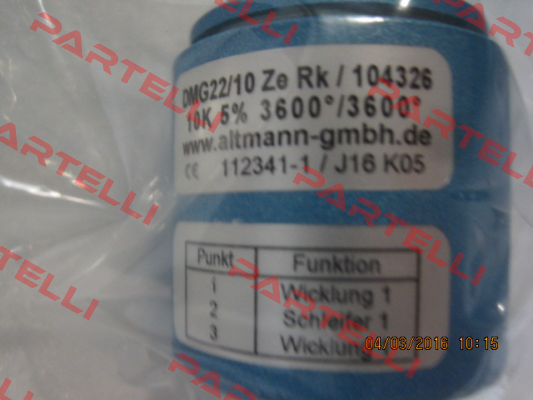 DMG22/10 Ze Rk / 104326
10K 5% 3600°/3600°
www.altmann-gmbh.de
CE 112341-1 / J16 K05
Punkt Funktion
1 Wicklung 1
2 Schleifer 1
3 Wicklung
04/03/2016 10:15
PARTELLI
PARTELLI
PARTELLI
PARTELLI
PARTELLI